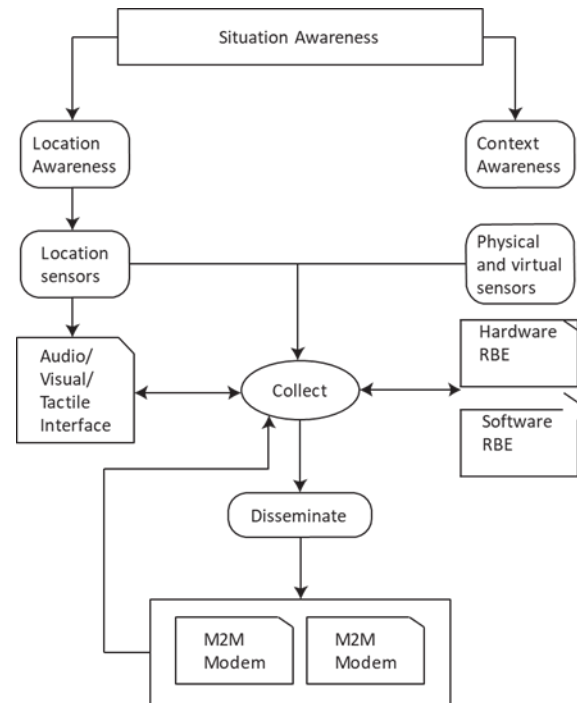 Situation Awareness
Location
Awareness
Context
Awareness
Location
sensors
Physical
and virtual
sensors
Audio/
Visual/
Tactile
Interface
Collect
Hardware
RBE
Software
RBE
Disseminate
M2M
Modem
M2M
Modem